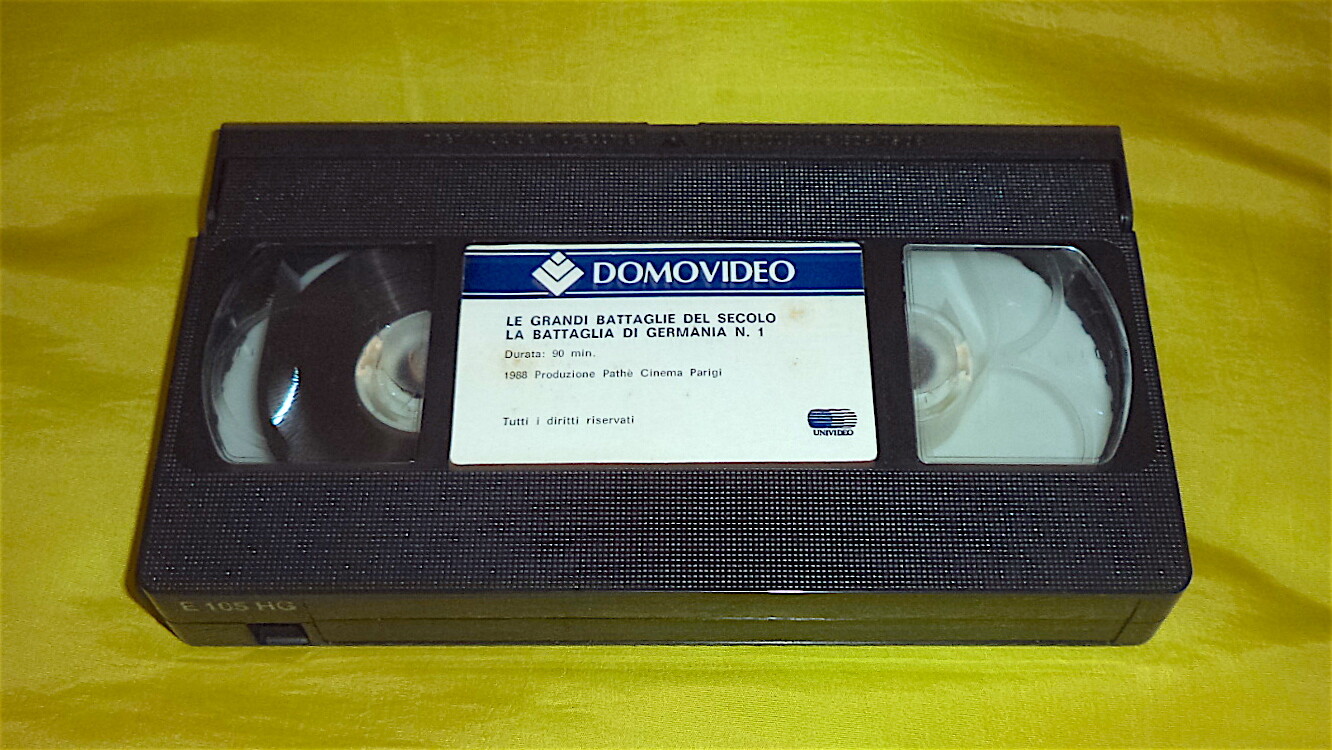 DOMOVIDEO
LE GRANDI BATTAGLIE DEL SECOLO
LA BATTAGLIA DI GERMANIA N. 1
Durata: 90 min.
1988 Produzione Pathè Cinema Parigi
Tutti i diritti riservati
UNIVIDEO
E 105 HG